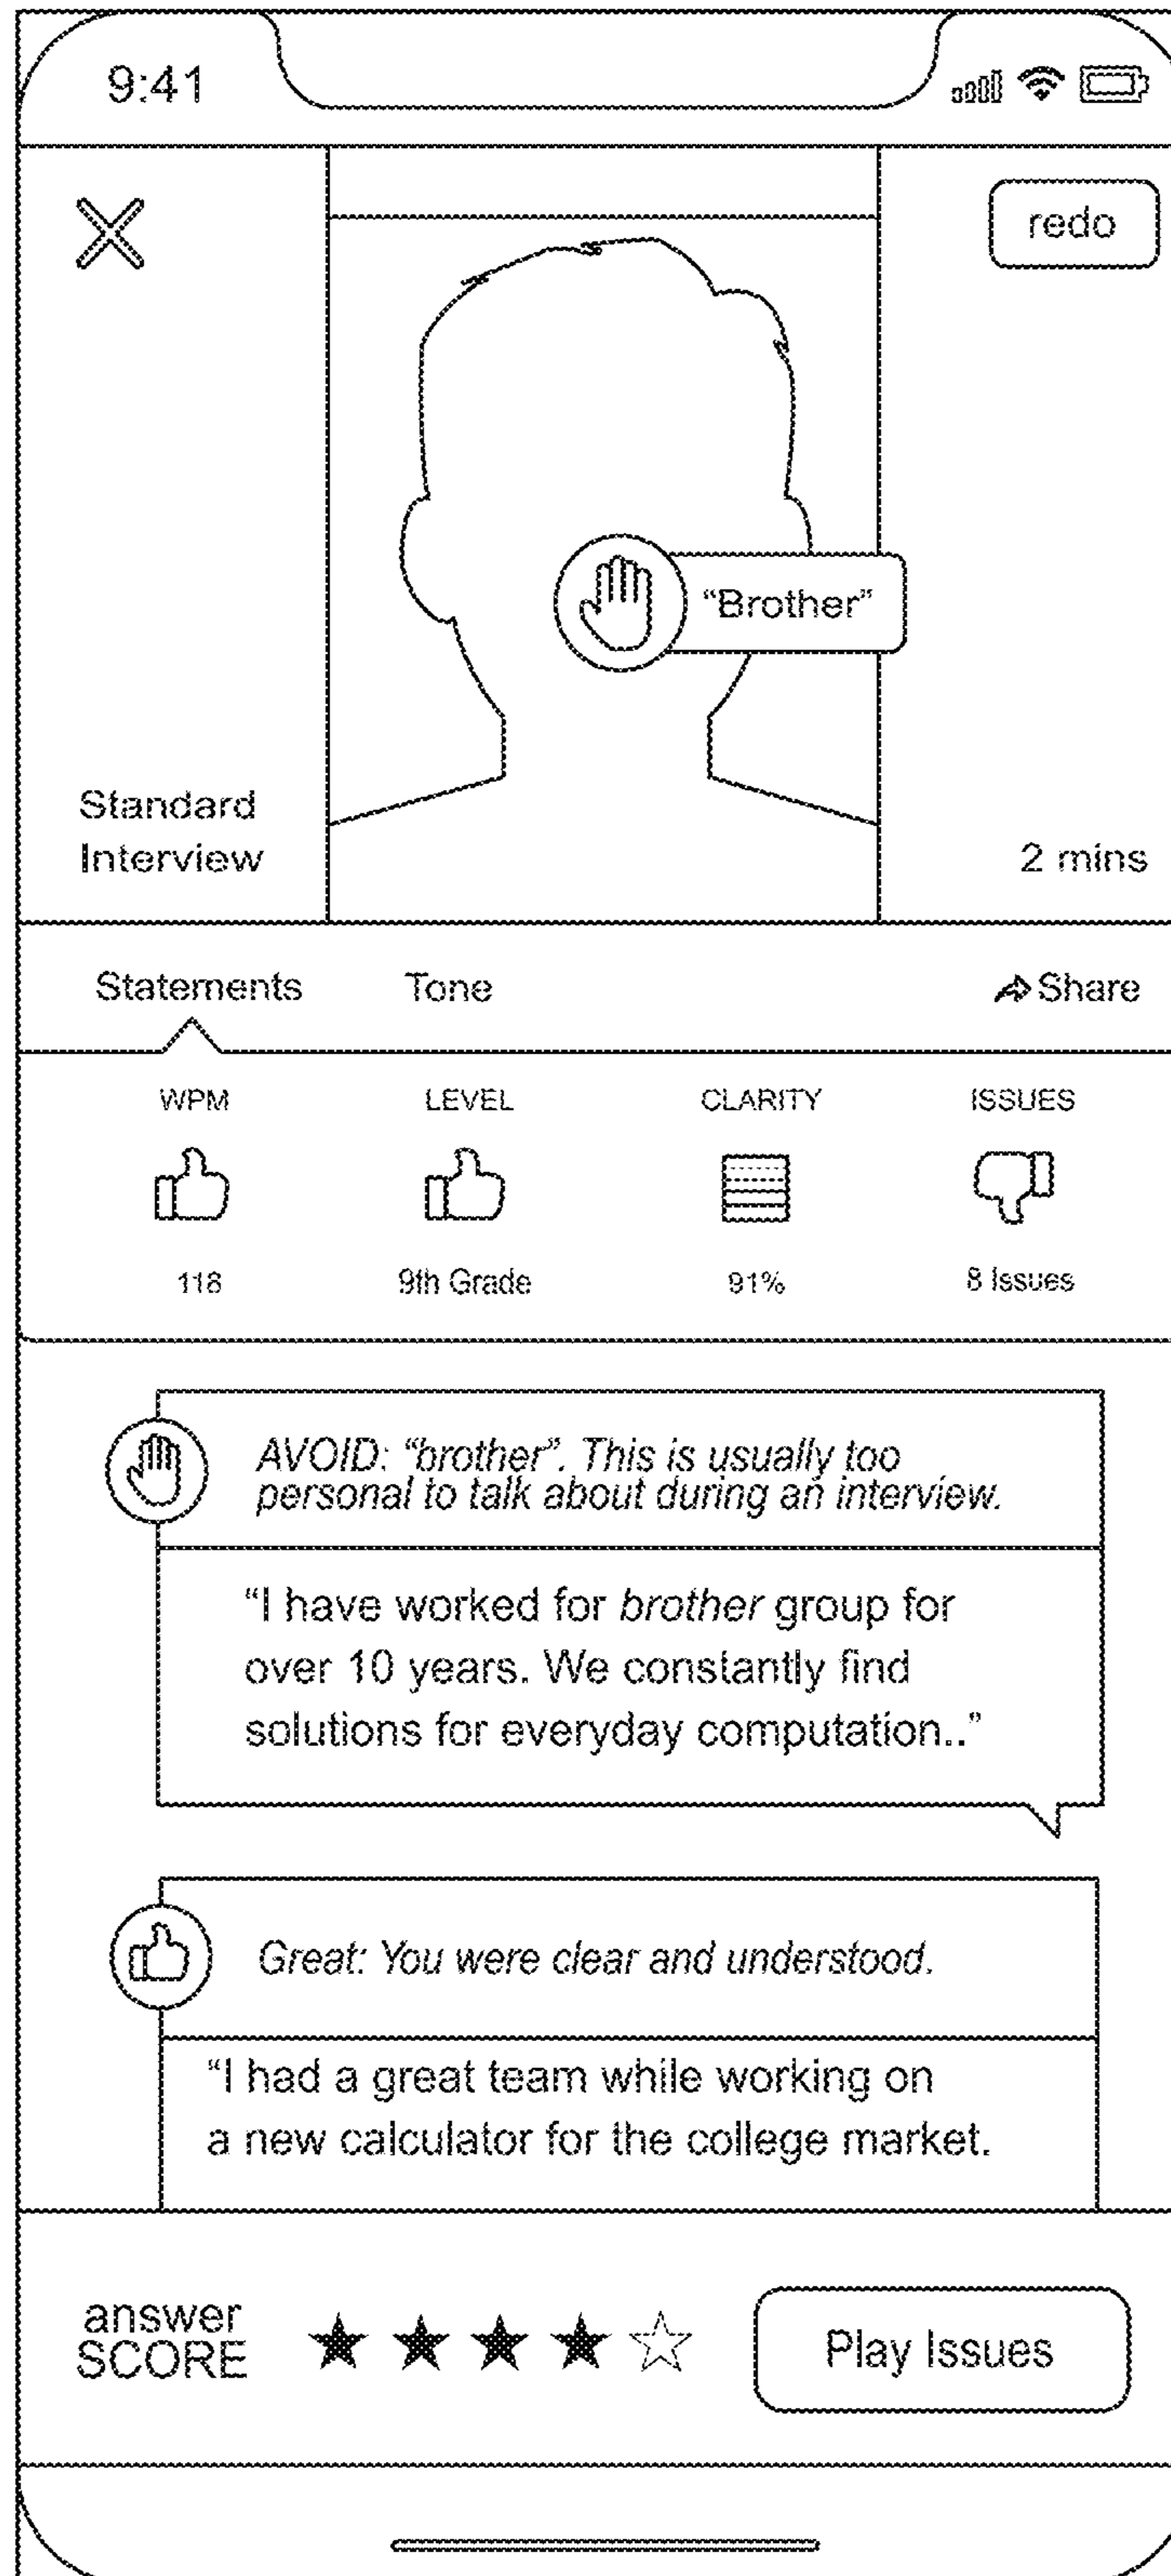 9:41
redo
“Brother”
Standard
Interview
2 mins
Statements
Tone
Share
WPM
LEVEL
CLARITY
ISSUES
118
9th Grade
91%
8 Issues
AVOID: “brother”. This is usually too
personal to talk about during an interview.
“I have worked for brother group for
over 10 years. We constantly find
solutions for everyday computation..”
Great: You were clear and understood.
“I had a great team while working on
a new calculator for the college market.
answer
SCORE
Play Issues